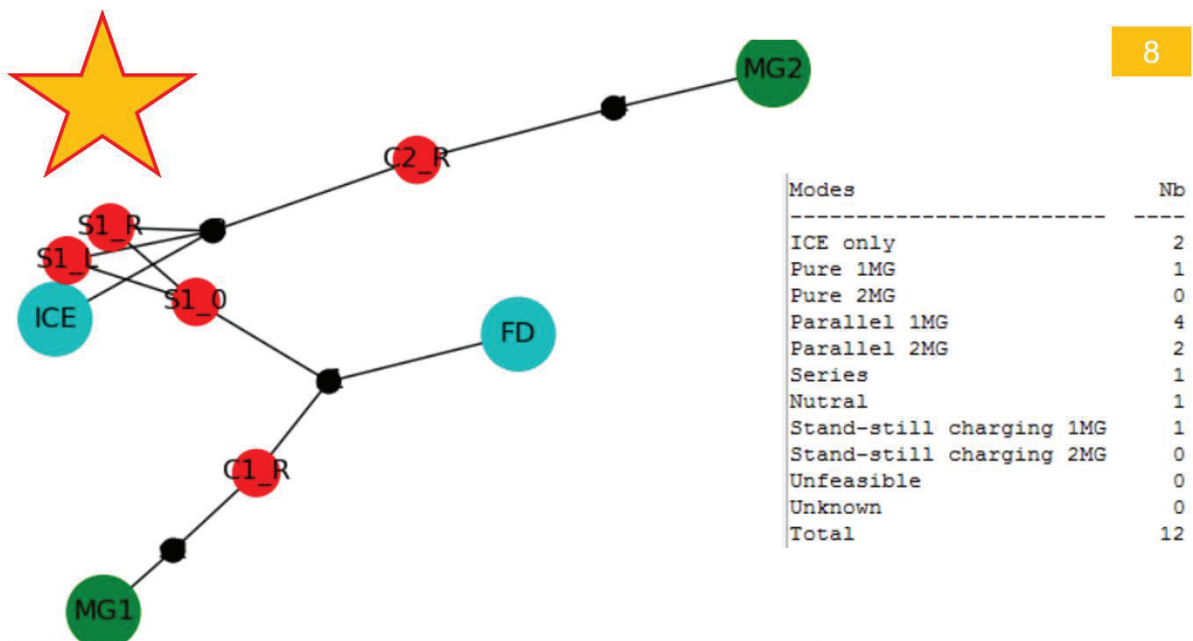 8
MG2
C2_R
S1_R
S1_L
S1_0
ICE
FD
C1_R
MG1
Modes Nb
------------------------ ----
ICE only 2
Pure 1MG 1
Pure 2MG 0
Parallel 1MG 4
Parallel 2MG 2
Series 1
Nutral 1
Stand-still charging 1MG 1
Stand-still charging 2MG 0
Unfeasible 0
Unknown 0
Total 12